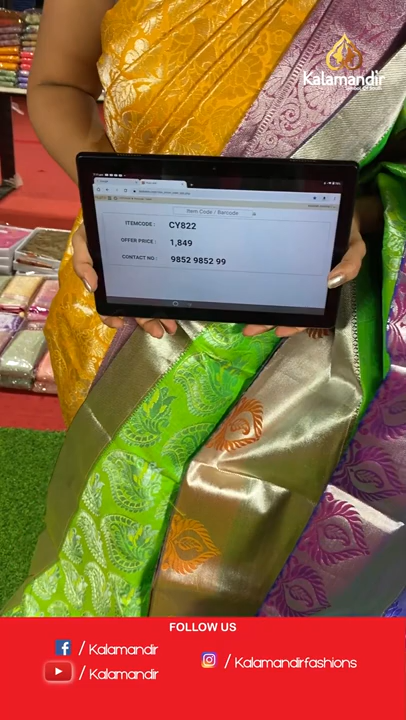 Kalamandir
Item Code / Barcode
ITEMCODE : CY822
OFFER PRICE : 1,849
CONTACT NO : 9852 9852 99
FOLLOW US
/ Kalamandir
/ Kalamandir
/ Kalamandirfashions